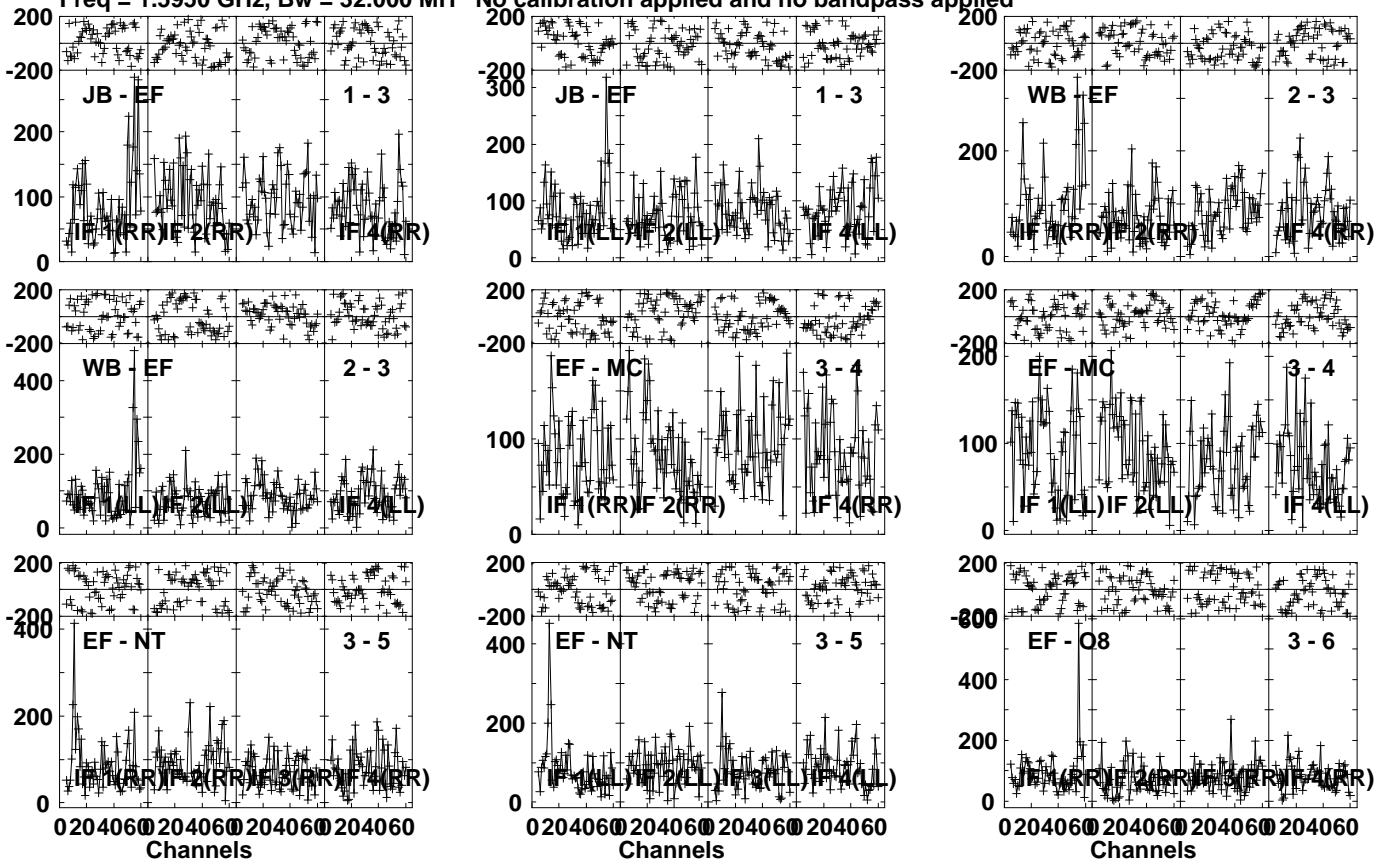 Freq = 1.5950 GHz, Bw = 32.000 MH No calibration applied and no bandpass applied
200
-200
JB - EF 1 - 3
200
100
0
IF 1(RR) IF 2(RR) IF 4(RR)
-200
300
JB - EF 1 - 3
200
100
0
IF 1(LL) IF 2(LL) IF 4(LL)
200
-200
WB - EF 2 - 3
200
0
IF 1(RR) IF 2(RR) IF 4(RR)
200
-200
WB - EF 2 - 3
400
200
0
IF 1(LL) IF 2(LL) IF 4(LL)
200
-200
EF - MC 3 - 4
100
0
IF 1(RR) IF 2(RR) IF 4(RR)
200
-200
200
EF - MC 3 - 4
100
0
IF 1(LL) IF 2(LL) IF 4(LL)
200
-200
400
EF - NT 3 - 5
200
0
IF 1(RR) IF 2(RR) IF 3(RR) IF 4(RR)
0 20 40 60 0 20 40 60 0 20 40 60 0 20 40 60
Channels
200
-200
EF - NT 3 - 5
400
200
0
IF 1(LL) IF 2(LL) IF 3(LL) IF 4(LL)
0 20 40 60 0 20 40 60 0 20 40 60 0 20 40 60
Channels
200
-200
600
EF - O8 3 - 6
400
200
0
IF 1(RR) IF 2(RR) IF 3(RR) IF 4(RR)
0 20 40 60 0 20 40 60 0 20 40 60 0 20 40 60
Channels